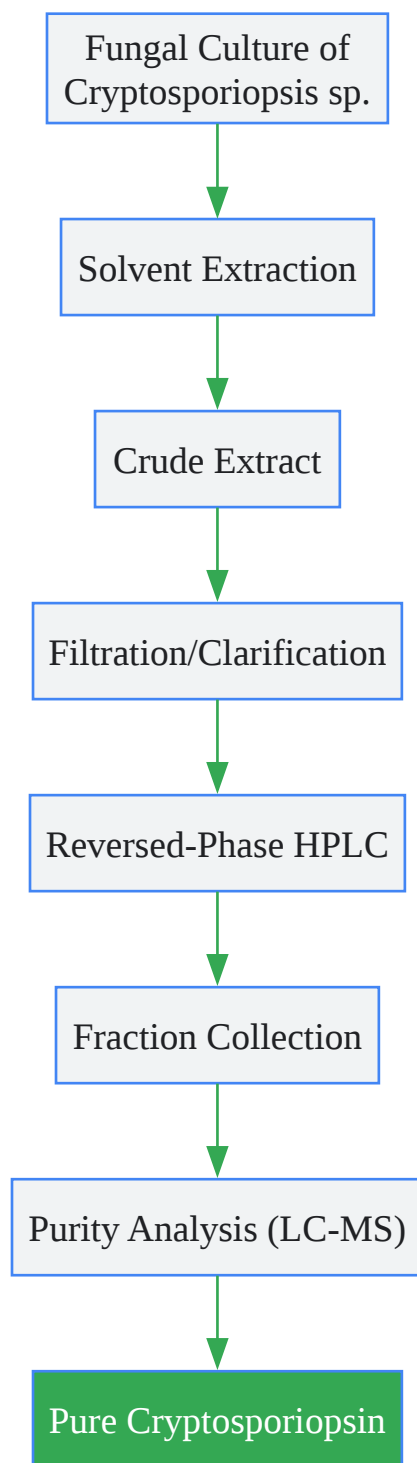 Fungal Culture of
Cryptosporiopsis sp.
Solvent Extraction
Crude Extract
Filtration/Clarification
Reversed-Phase HPLC
Fraction Collection
Purity Analysis (LC-MS)
Pure Cryptosporiopsin